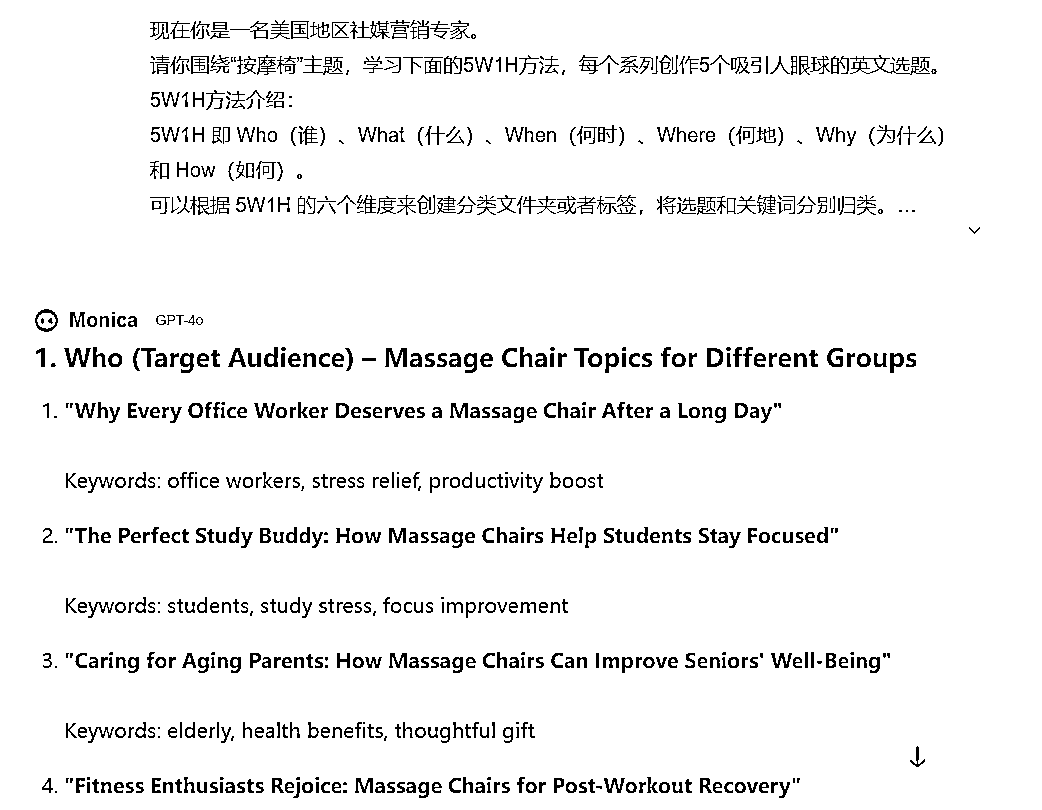 现在你是一名美国地区社媒营销专家。
请你围绕“按摩椅”主题，学习下面的5W1H方法，每个系列创作5个吸引人眼球的英文选题。
5W1H方法介绍：
5W1H 即 Who（谁）、What（什么）、When（何时）、Where（何地）、Why（为什么）
和 How（如何）。
可以根据 5W1H 的六个维度来创建分类文件夹或者标签，将选题和关键词分别归类。...
Monica GPT-4o
1. Who (Target Audience) – Massage Chair Topics for Different Groups
1. "Why Every Office Worker Deserves a Massage Chair After a Long Day"
Keywords: office workers, stress relief, productivity boost
2. "The Perfect Study Buddy: How Massage Chairs Help Students Stay Focused"
Keywords: students, study stress, focus improvement
3. "Caring for Aging Parents: How Massage Chairs Can Improve Seniors' Well-Being"
Keywords: elderly, health benefits, thoughtful gift
4. "Fitness Enthusiasts Rejoice: Massage Chairs for Post-Workout Recovery"